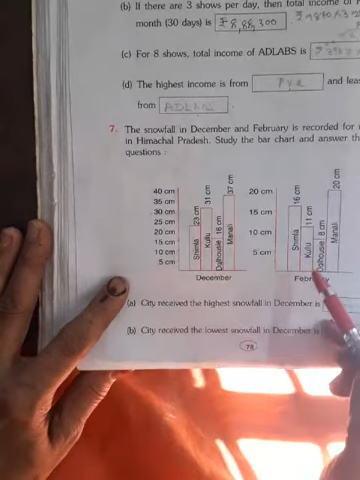 (b) If there are 3 shows per day, then total income of
month (30 days) is ₹ 8,88,300 .
(c) For 8 shows, total income of ADLABS is
(d) The highest income is from PVR and
from ADLABS .
7. The snowfall in December and February is recorded for
in Himachal Pradesh. Study the bar chart and answer
questions :
40 cm
35 cm
30 cm
25 cm
20 cm
15 cm
10 cm
5 cm
Shimla 23 cm
Kullu 31 cm
Dalhousie 16 cm
Manali 37 cm
December
20 cm
15 cm
10 cm
5 cm
Shimla 16 cm
Kullu 11 cm
Dalhousie 8 cm
Manali 20 cm
(a) City received the highest snowfall in December is
(b) City received the lowest snowfall in December is
78